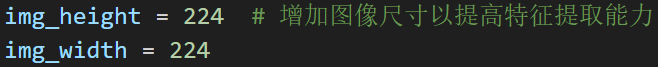 img_height = 224  # 增加图像尺寸以提高特征提取能力
img_width = 224